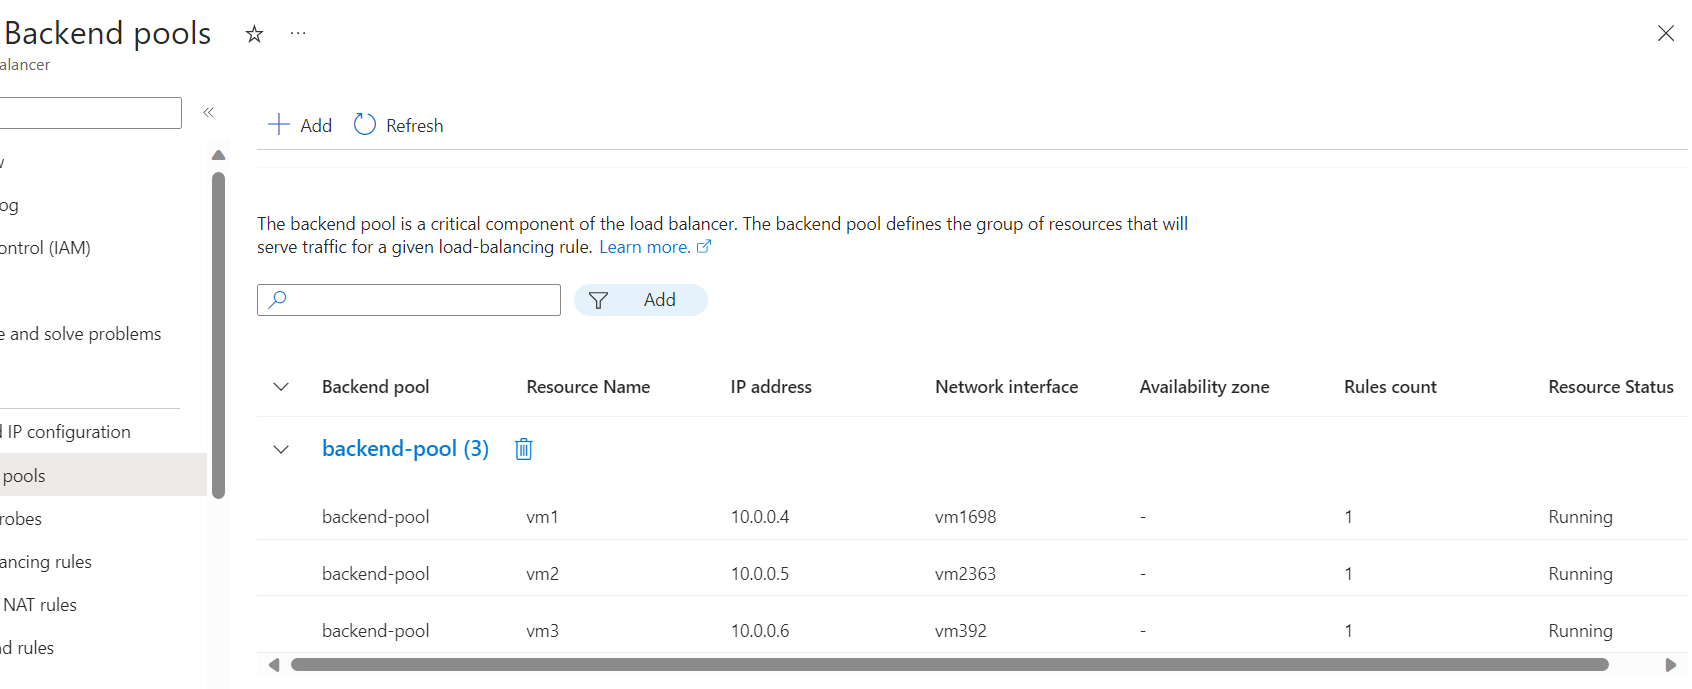 Backend pools
alancer
Add Refresh
og
ontrol (IAM)
e and solve problems
IP configuration
pools
robes
ancing rules
NAT rules
d rules
The backend pool is a critical component of the load balancer. The backend pool defines the group of resources that will
serve traffic for a given load-balancing rule. Learn more.
Add
Backend pool Resource Name IP address Network interface Availability zone Rules count Resource Status
backend-pool (3)
backend-pool vm1 10.0.0.4 vm1698 - 1 Running
backend-pool vm2 10.0.0.5 vm2363 - 1 Running
backend-pool vm3 10.0.0.6 vm392 - 1 Running